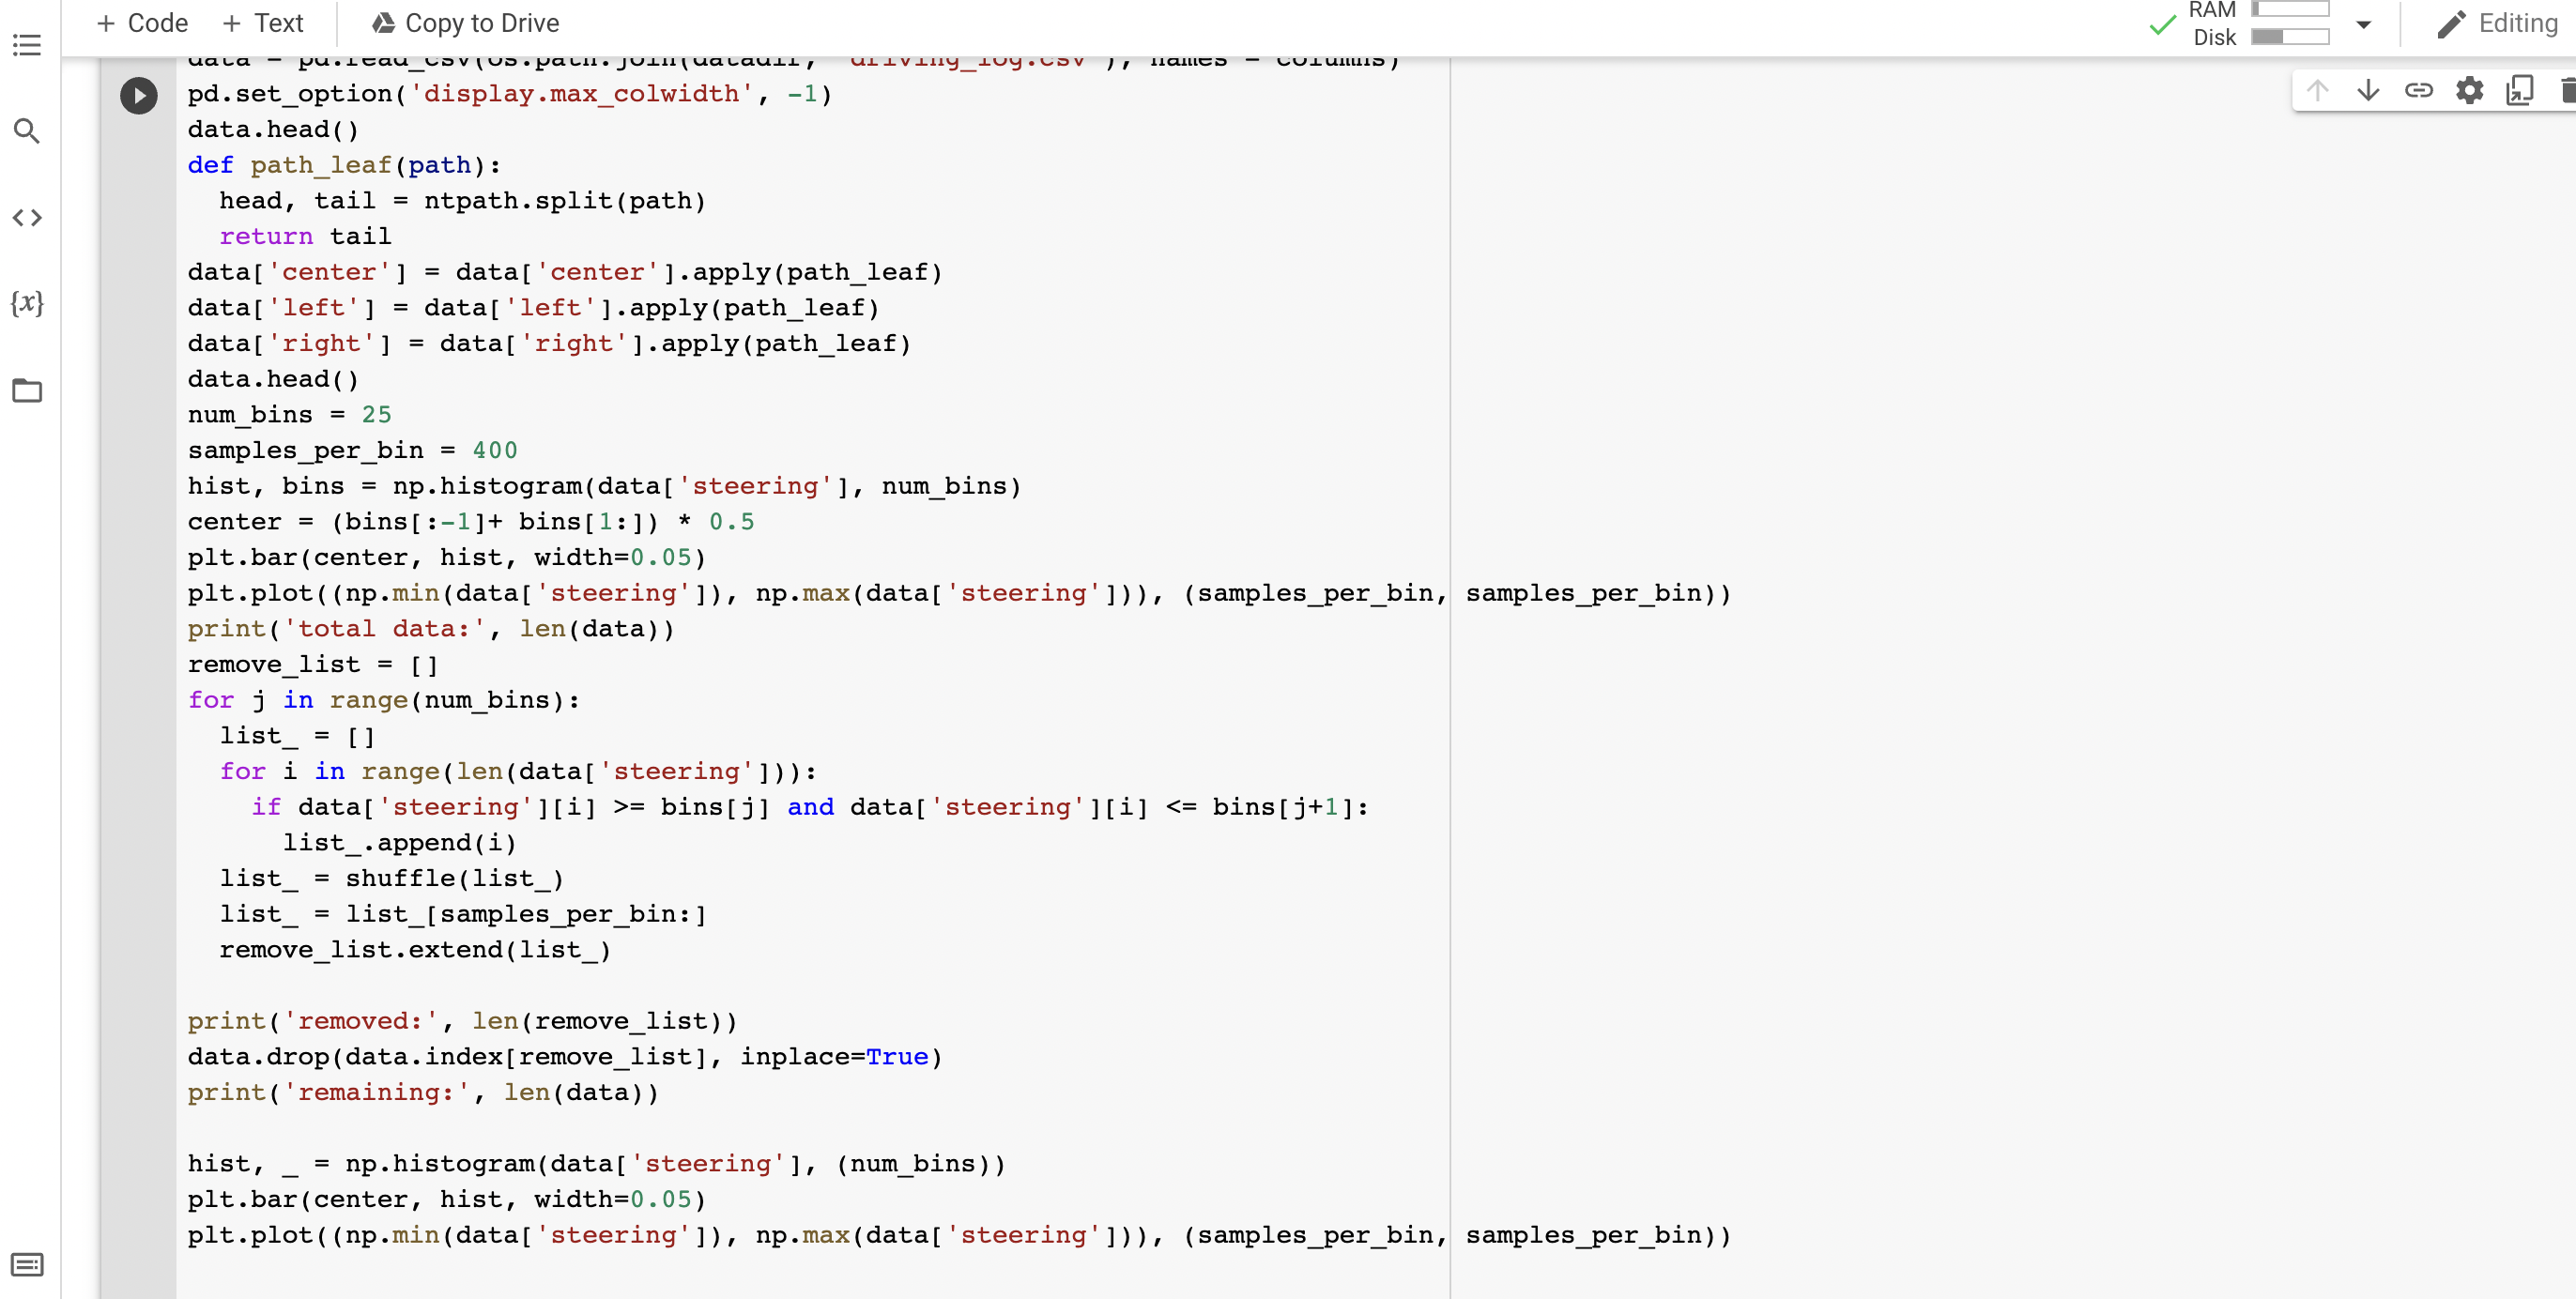 + Code + Text Copy to Drive
RAM
Disk
Editing
data = pd.read_csv(os.path.join(datadir, 'driving_log.csv'), names = columns)
pd.set_option('display.max_colwidth', -1)
data.head()
def path_leaf(path):
  head, tail = ntpath.split(path)
  return tail
data['center'] = data['center'].apply(path_leaf)
data['left'] = data['left'].apply(path_leaf)
data['right'] = data['right'].apply(path_leaf)
data.head()
num_bins = 25
samples_per_bin = 400
hist, bins = np.histogram(data['steering'], num_bins)
center = (bins[:-1]+ bins[1:]) * 0.5
plt.bar(center, hist, width=0.05)
plt.plot((np.min(data['steering']), np.max(data['steering'])), (samples_per_bin, samples_per_bin))
print('total data:', len(data))
remove_list = []
for j in range(num_bins):
  list_ = []
  for i in range(len(data['steering'])):
    if data['steering'][i] >= bins[j] and data['steering'][i] <= bins[j+1]:
      list_.append(i)
  list_ = shuffle(list_)
  list_ = list_[samples_per_bin:]
  remove_list.extend(list_)
print('removed:', len(remove_list))
data.drop(data.index[remove_list], inplace=True)
print('remaining:', len(data))
hist, _ = np.histogram(data['steering'], (num_bins))
plt.bar(center, hist, width=0.05)
plt.plot((np.min(data['steering']), np.max(data['steering'])), (samples_per_bin, samples_per_bin))
{x}